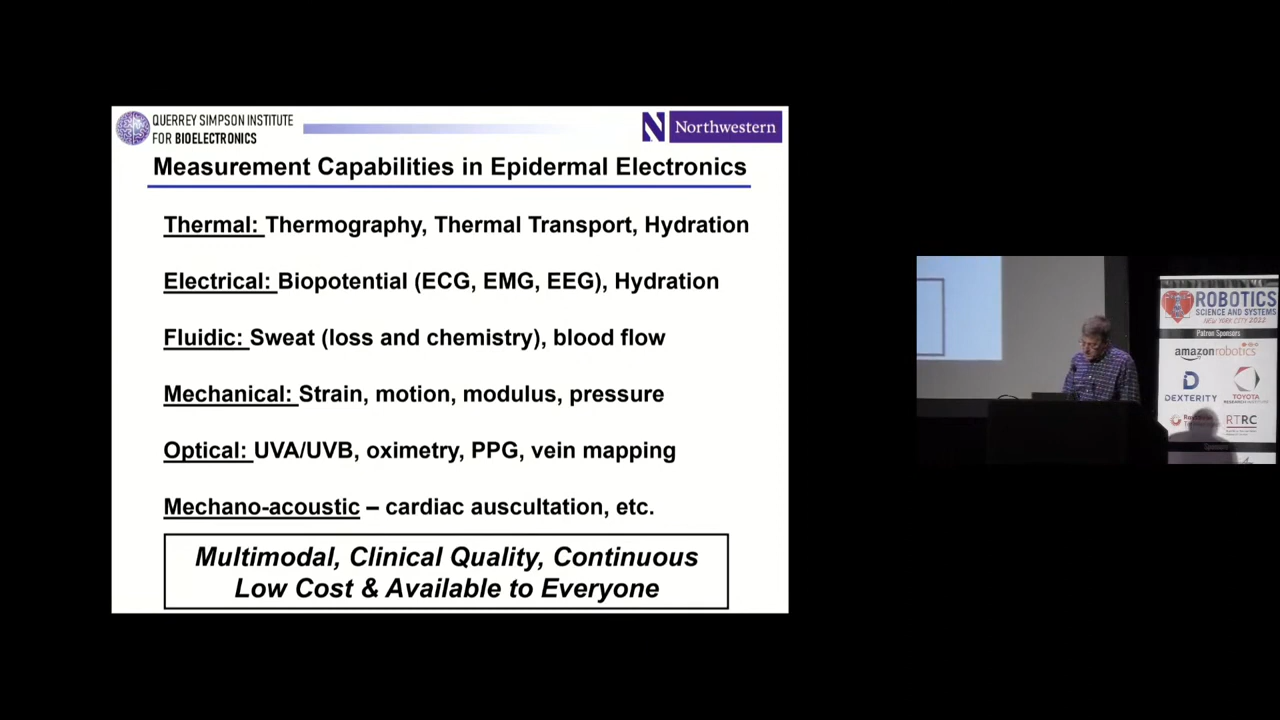 QUERREY SIMPSON INSTITUTE
FOR BIOELECTRONICS
N Northwestern
Measurement Capabilities in Epidermal Electronics
Thermal: Thermography, Thermal Transport, Hydration
Electrical: Biopotential (ECG, EMG, EEG), Hydration
Fluidic: Sweat (loss and chemistry), blood flow
Mechanical: Strain, motion, modulus, pressure
Optical: UVA/UVB, oximetry, PPG, vein mapping
Mechano-acoustic – cardiac auscultation, etc.
Multimodal, Clinical Quality, Continuous
Low Cost & Available to Everyone
ROBOTICS
SCIENCE AND SYSTEMS
NEW YORK CITY 2022
Patron Sponsors
amazon robotics
D
DEXTERITY
TOYOTA
RESEARCH INSTITUTE
RTRC